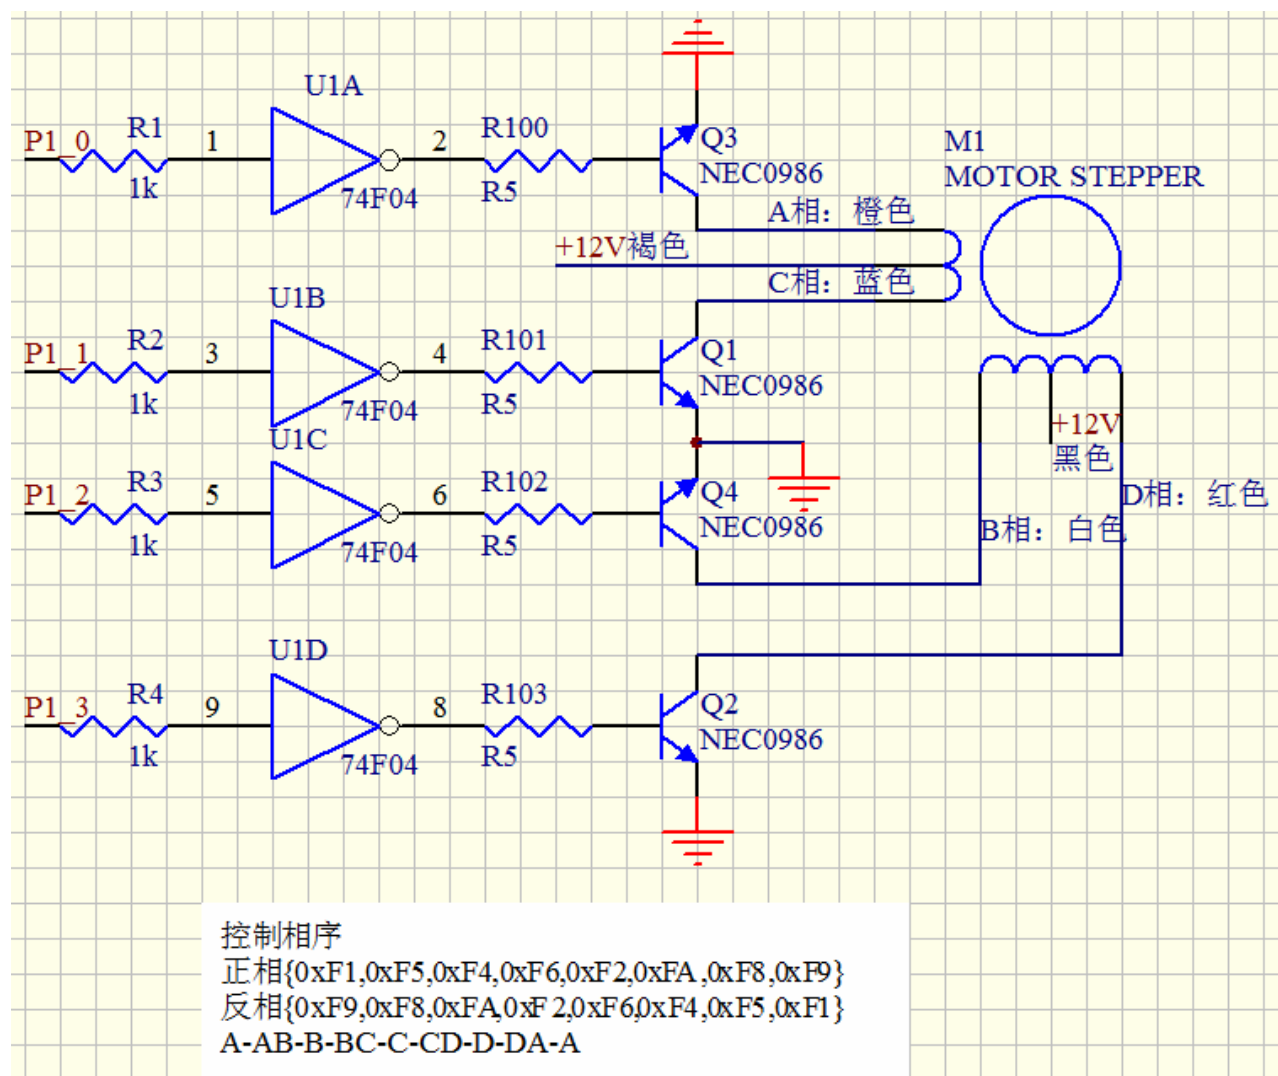 U1A
P1_0
R1
1k
1
2
74F04
R100
R5
Q3
NEC0986
M1
MOTOR STEPPER
A相：橙色
+12V褐色
C相：蓝色
U1B
P1_1
R2
1k
3
4
74F04
R101
R5
Q1
NEC0986
+12V
黑色
U1C
P1_2
R3
1k
5
6
74F04
R102
R5
Q4
NEC0986
D相：红色
B相：白色
U1D
P1_3
R4
1k
9
8
74F04
R103
R5
Q2
NEC0986
控制相序
正相{0xF1,0xF5,0xF4,0xF6,0xF2,0xFA,0xF8,0xF9}
反相{0xF9,0xF8,0xFA,0xF2,0xF6,0xF4,0xF5,0xF1}
A-AB-B-BC-C-CD-D-DA-A